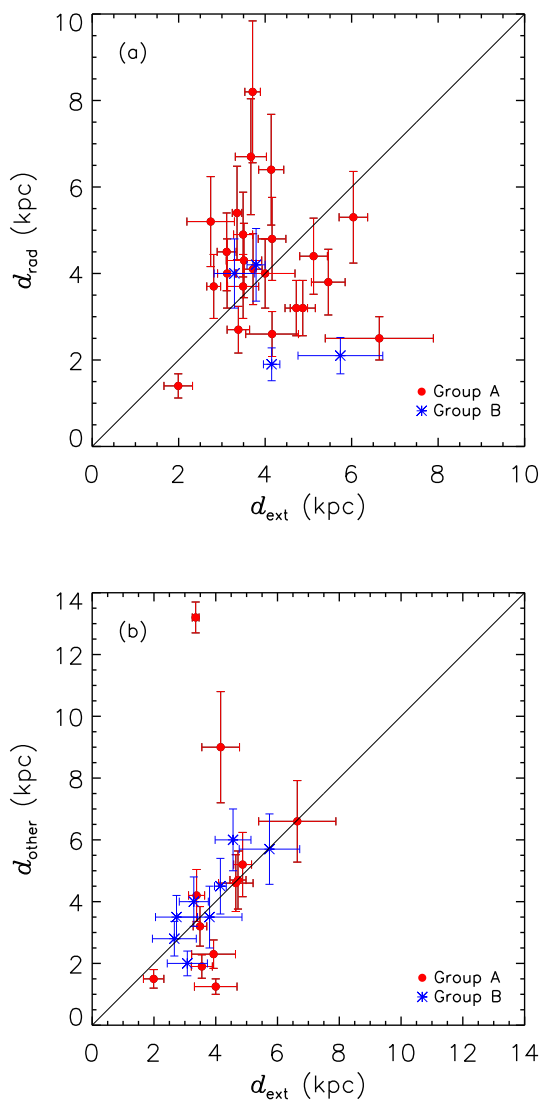 10
(a)
8
6
d_rad (kpc)
4
2
Group A
Group B
0
0 2 4 6 8 10
d_ext (kpc)
14
(b)
12
10
8
d_other (kpc)
6
4
2
Group A
Group B
0
0 2 4 6 8 10 12 14
d_ext (kpc)